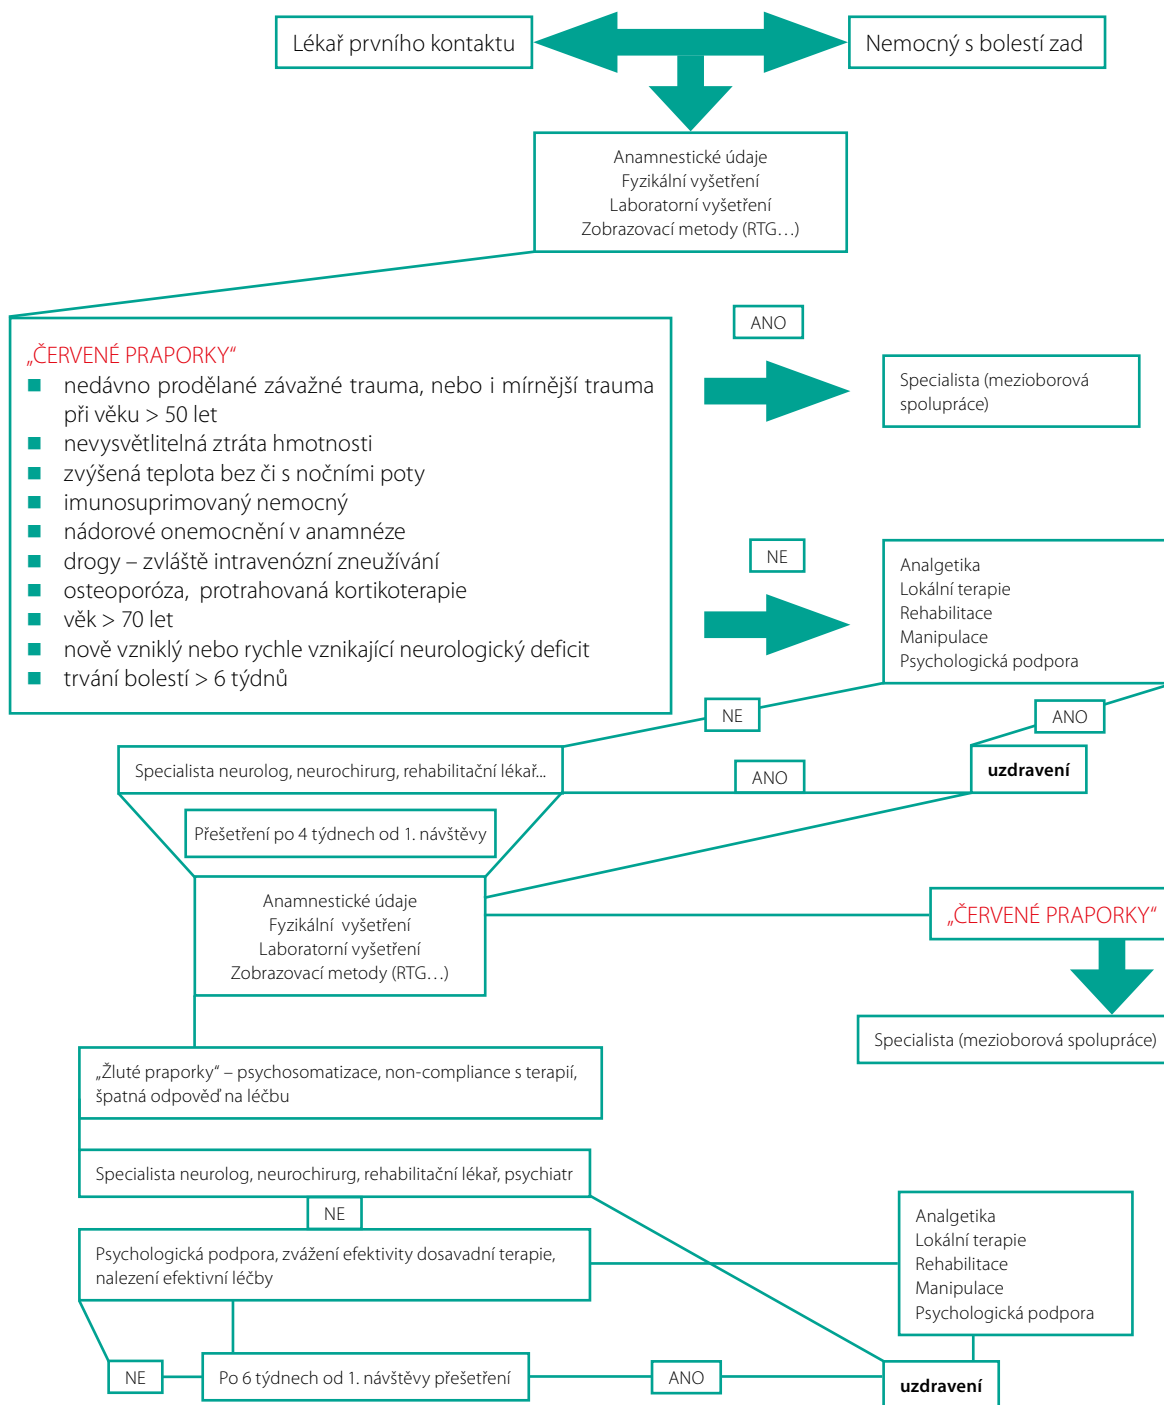 Lékař prvního kontaktu
Nemocný s bolestí zad
Anamnestické údaje
Fyzikální vyšetření
Laboratorní vyšetření
Zobrazovací metody (RTG…)
„ČERVENÉ PRAPORKY“
nedávno prodělané závažné trauma, nebo i mírnější trauma
při věku > 50 let
nevysvětlitelná ztráta hmotnosti
zvýšená teplota bez či s nočními poty
imunosuprimovaný nemocný
nádorové onemocnění v anamnéze
drogy – zvláště intravenózní zneužívání
osteoporóza, protrahovaná kortikoterapie
věk > 70 let
nově vzniklý nebo rychle vznikající neurologický deficit
trvání bolestí > 6 týdnů
ANO
Specialista (mezioborová
spolupráce)
NE
Analgetika
Lokální terapie
Rehabilitace
Manipulace
Psychologická podpora
NE
ANO
Specialista neurolog, neurochirurg, rehabilitační lékař...
ANO
uzdravení
Přešetření po 4 týdnech od 1. návštěvy
Anamnestické údaje
Fyzikální vyšetření
Laboratorní vyšetření
Zobrazovací metody (RTG…)
„ČERVENÉ PRAPORKY“
Specialista (mezioborová spolupráce)
„Žluté praporky“ – psychosomatizace, non-compliance s terapií,
špatná odpověď na léčbu
Specialista neurolog, neurochirurg, rehabilitační lékař, psychiatr
NE
Psychologická podpora, zvážení efektivity dosavadní terapie,
nalezení efektivní léčby
Analgetika
Lokální terapie
Rehabilitace
Manipulace
Psychologická podpora
NE
Po 6 týdnech od 1. návštěvy přešetření
ANO
uzdravení